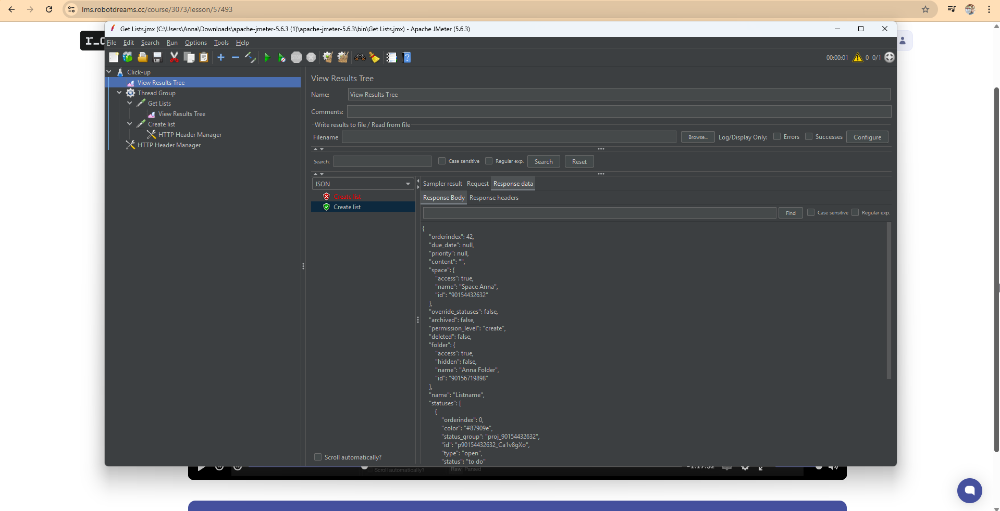 lms.robotdreams.cc/course/3073/lesson/57493
Get Lists.jmx (C:\Users\Anna\Downloads\apache-jmeter-5.6.3 (1)\apache-jmeter-5.6.3\bin\Get Lists.jmx) - Apache JMeter (5.6.3)
File Edit Search Run Options Tools Help
00:00:01 0 0/1
Click-up
View Results Tree
Thread Group
Get Lists
View Results Tree
Create list
HTTP Header Manager
HTTP Header Manager
View Results Tree
Name: View Results Tree
Comments:
Write results to file / Read from file
Filename Browse... Log/Display Only: Errors Successes Configure
Search: Case sensitive Regular exp. Search Reset
JSON
Create list
Create list
Scroll automatically?
Sampler result Request Response data
Response Body Response headers
Find Case sensitive Regular exp.
{
"orderindex": 42,
"due_date": null,
"priority": null,
"content": "",
"space": {
"access": true,
"name": "Space Anna",
"id": "90154432632"
},
"override_statuses": false,
"archived": false,
"permission_level": "create",
"deleted": false,
"folder": {
"access": true,
"hidden": false,
"name": "Anna Folder",
"id": "90156719898"
},
"name": "Listname",
"statuses": [
{
"orderindex": 0,
"color": "#87909e",
"status_group": "proj_90154432632",
"id": "p90154432632_Ca1v8gXo",
"type": "open",
"status": "to do"
Scroll automatically? Raw Parsed